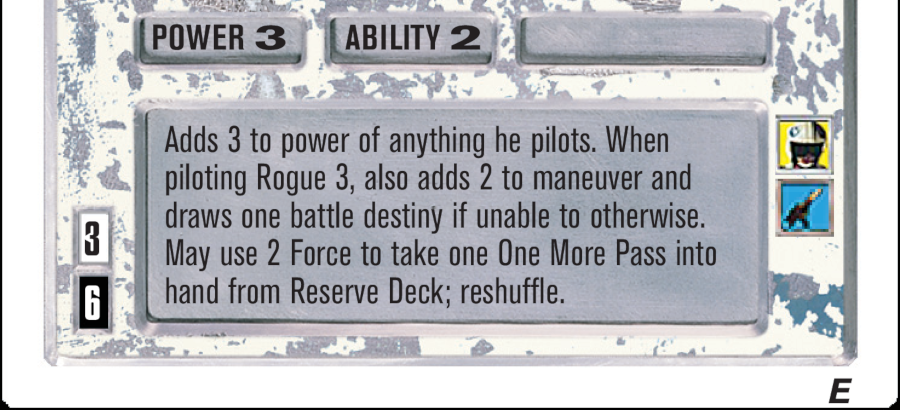 POWER 3 ABILITY 2
Adds 3 to power of anything he pilots. When
piloting Rogue 3, also adds 2 to maneuver and
draws one battle destiny if unable to otherwise.
May use 2 Force to take one One More Pass into
hand from Reserve Deck; reshuffle.
3
6
E